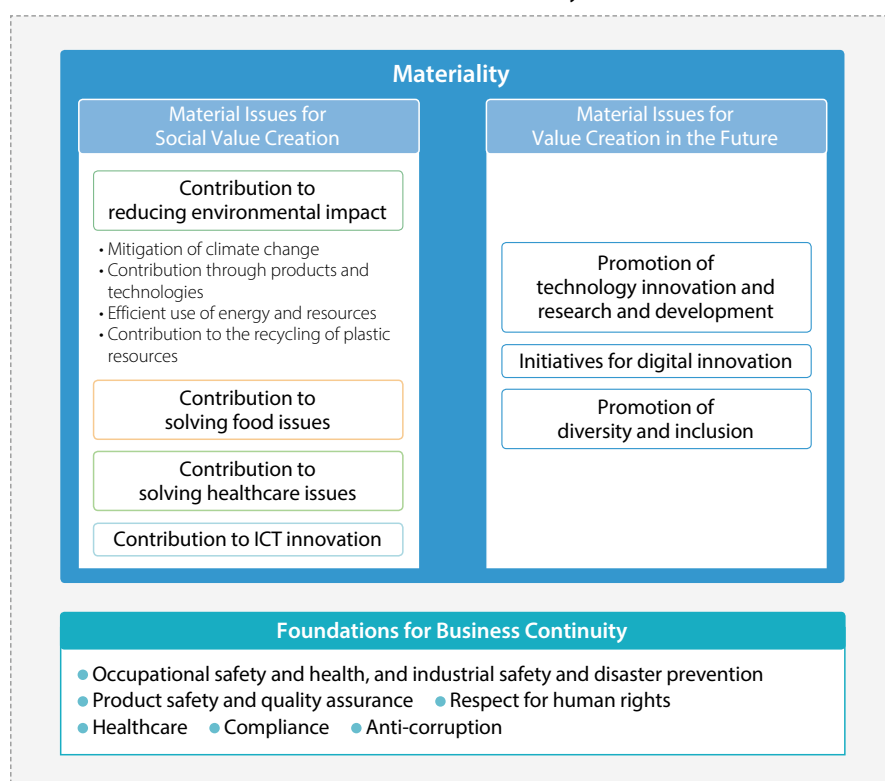 Materiality
Material Issues for
Social Value Creation
Contribution to
reducing environmental impact
• Mitigation of climate change
• Contribution through products and
technologies
• Efficient use of energy and resources
• Contribution to the recycling of plastic
resources
Contribution to
solving food issues
Contribution to
solving healthcare issues
Contribution to ICT innovation
Material Issues for
Value Creation in the Future
Promotion of
technology innovation and
research and development
Initiatives for digital innovation
Promotion of
diversity and inclusion
Foundations for Business Continuity
● Occupational safety and health, and industrial safety and disaster prevention
● Product safety and quality assurance ● Respect for human rights
● Healthcare ● Compliance ● Anti-corruption